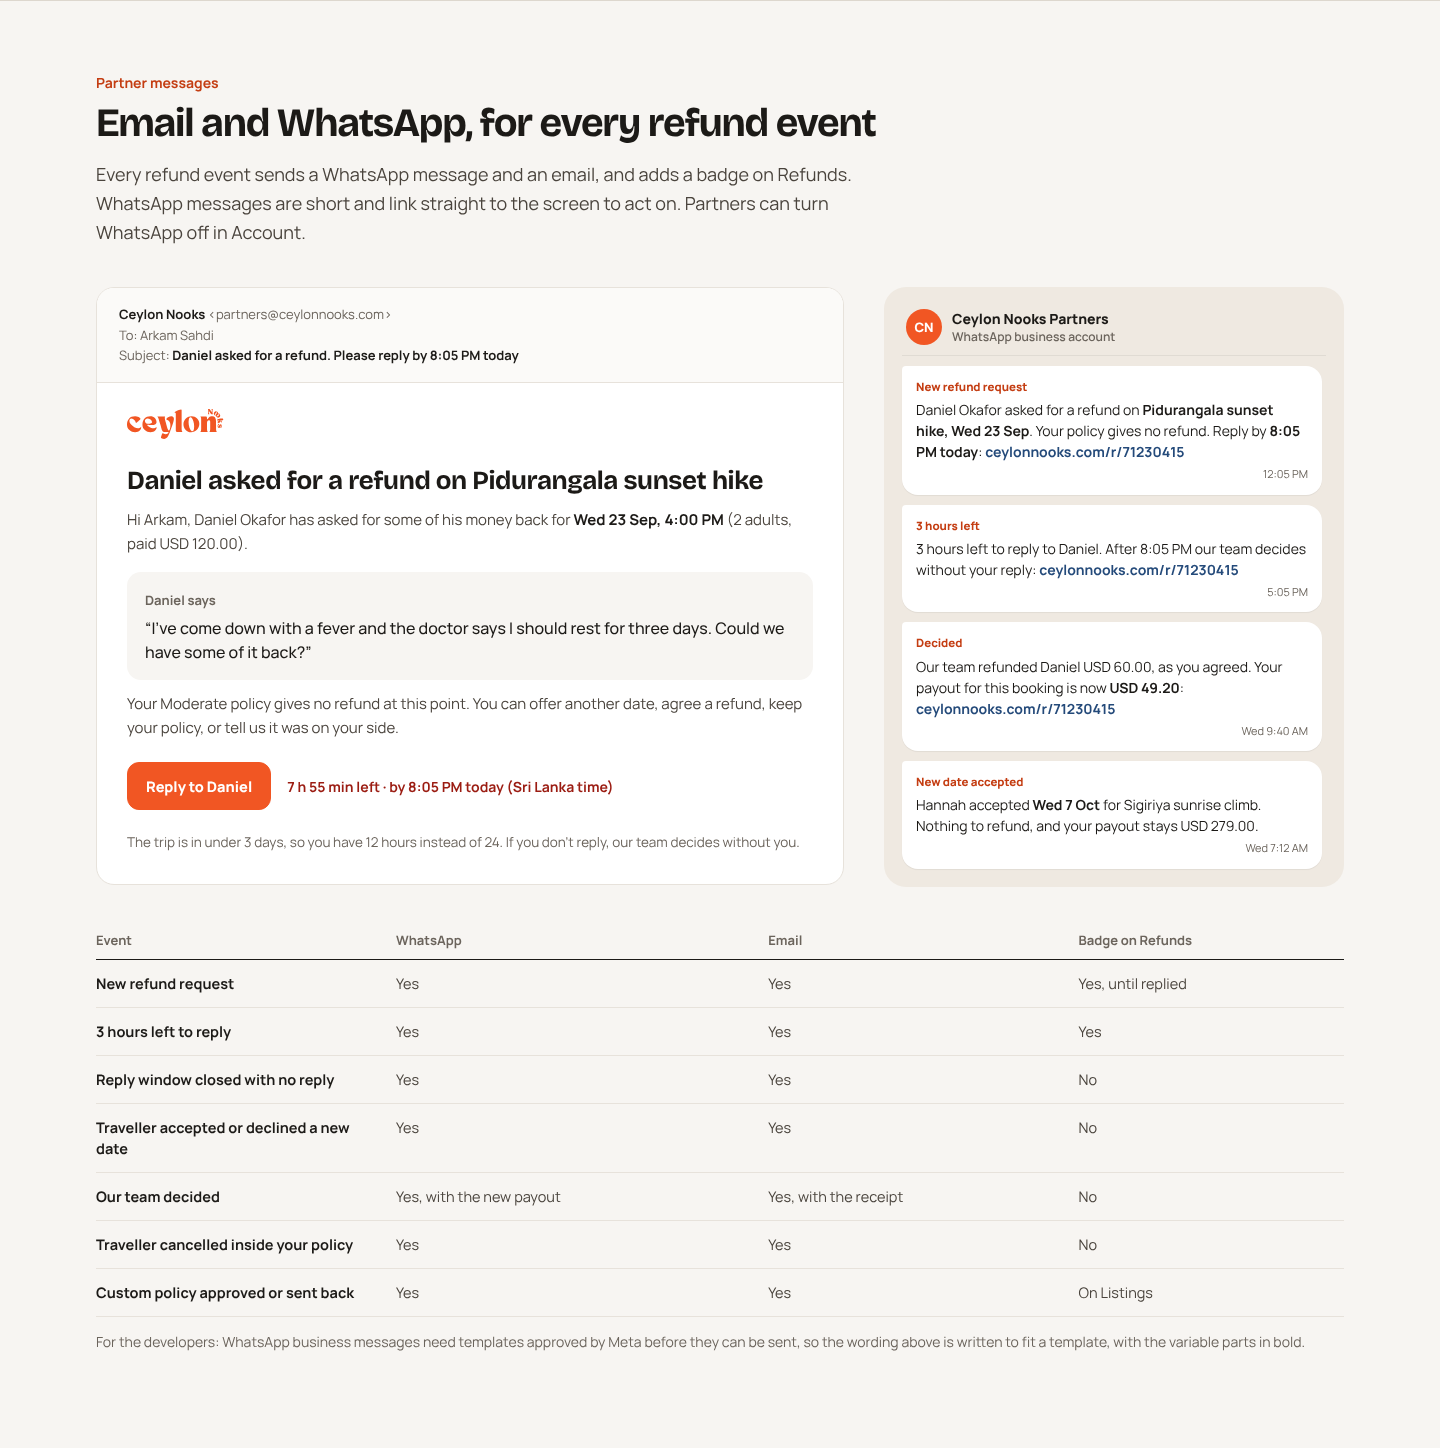 Partner messages
Email and WhatsApp, for every refund event
Every refund event sends a WhatsApp message and an email, and adds a badge on Refunds.
WhatsApp messages are short and link straight to the screen to act on. Partners can turn
WhatsApp off in Account.
Ceylon Nooks <partners@ceylonnooks.com>
To: Arkam Sahdi
Subject: Daniel asked for a refund. Please reply by 8:05 PM today
ceylon
Daniel asked for a refund on Pidurangala sunset hike
Hi Arkam, Daniel Okafor has asked for some of his money back for Wed 23 Sep, 4:00 PM (2 adults,
paid USD 120.00).
Daniel says
“I’ve come down with a fever and the doctor says I should rest for three days. Could we
have some of it back?”
Your Moderate policy gives no refund at this point. You can offer another date, agree a refund, keep
your policy, or tell us it was on your side.
Reply to Daniel
7 h 55 min left · by 8:05 PM today (Sri Lanka time)
The trip is in under 3 days, so you have 12 hours instead of 24. If you don’t reply, our team decides without you.
CN
Ceylon Nooks Partners
WhatsApp business account
New refund request
Daniel Okafor asked for a refund on Pidurangala sunset
hike, Wed 23 Sep. Your policy gives no refund. Reply by 8:05
PM today: ceylonnooks.com/r/71230415
12:05 PM
3 hours left
3 hours left to reply to Daniel. After 8:05 PM our team decides
without your reply: ceylonnooks.com/r/71230415
5:05 PM
Decided
Our team refunded Daniel USD 60.00, as you agreed. Your
payout for this booking is now USD 49.20:
ceylonnooks.com/r/71230415
Wed 9:40 AM
New date accepted
Hannah accepted Wed 7 Oct for Sigiriya sunrise climb.
Nothing to refund, and your payout stays USD 279.00.
Wed 7:12 AM
Event WhatsApp Email Badge on Refunds
New refund request Yes Yes Yes, until replied
3 hours left to reply Yes Yes Yes
Reply window closed with no reply Yes Yes No
Traveller accepted or declined a new Yes Yes No
date
Our team decided Yes, with the new payout Yes, with the receipt No
Traveller cancelled inside your policy Yes Yes No
Custom policy approved or sent back Yes Yes On Listings
For the developers: WhatsApp business messages need templates approved by Meta before they can be sent, so the wording above is written to fit a template, with the variable parts in bold.